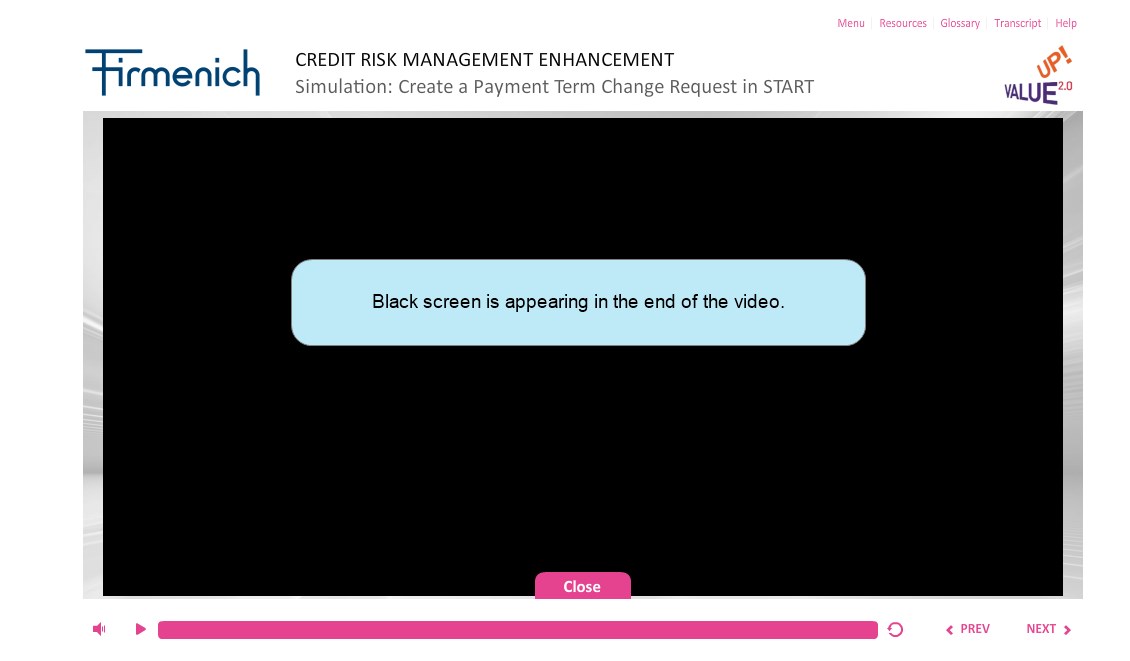 Menu Resources Glossary Transcript Help
Firmenich
CREDIT RISK MANAGEMENT ENHANCEMENT
Simulation: Create a Payment Term Change Request in START
VALUE UP! 2.0
Black screen is appearing in the end of the video.
Close
PREV NEXT